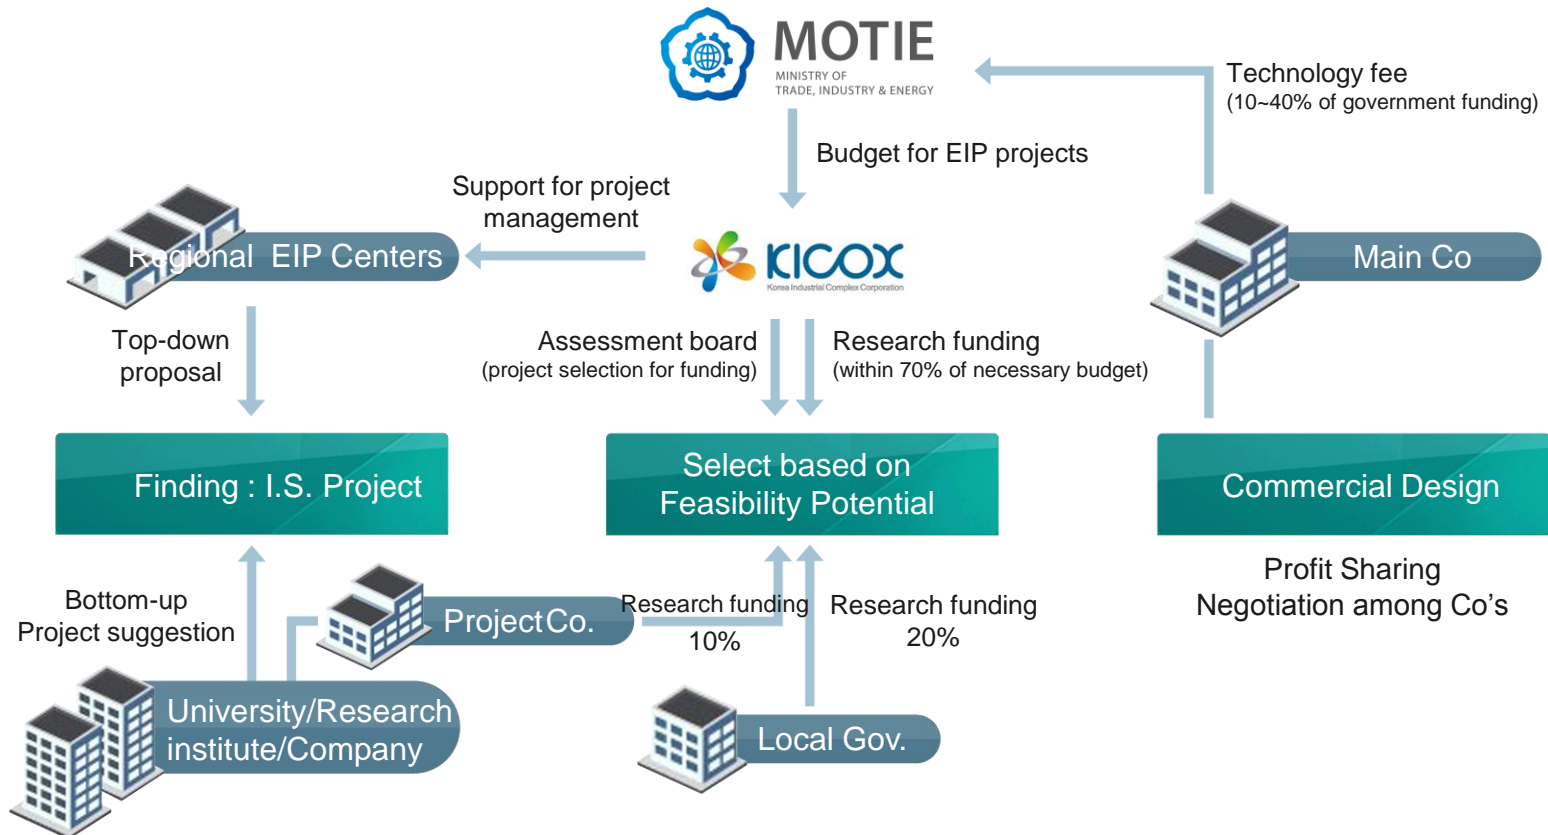 MOTIE
MINISTRY OF
TRADE, INDUSTRY & ENERGY
Technology fee
(10~40% of government funding)
Budget for EIP projects
Support for project
management
Regional EIP Centers
KICOX
Korea Industrial Complex Corporation
Main Co
Top-down
proposal
Assessment board
(project selection for funding)
Research funding
(within 70% of necessary budget)
Finding : I.S. Project
Select based on
Feasibility Potential
Commercial Design
Profit Sharing
Negotiation among Co's
Bottom-up
Project suggestion
Project Co.
Research funding
10%
Research funding
20%
University/Research
institute/Company
Local Gov.